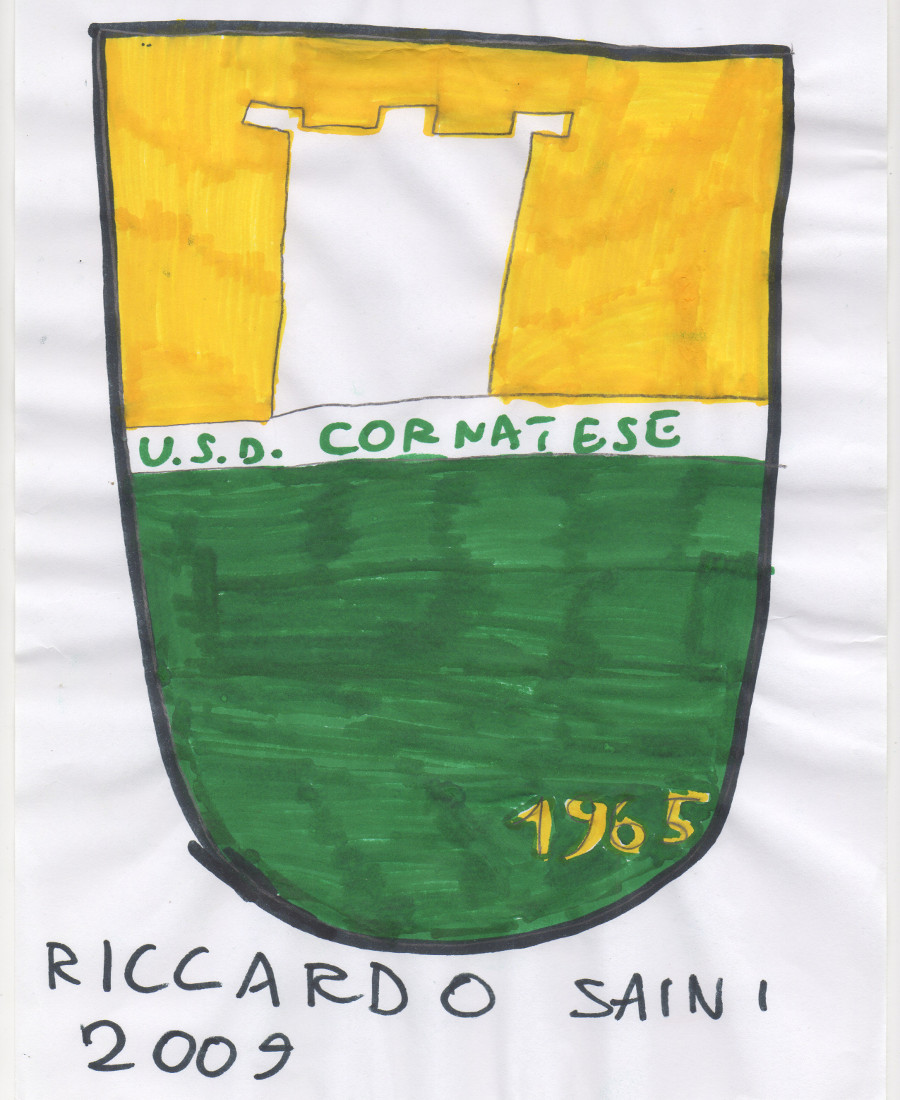 U.S.D. CORNATESE
1965
RICCARDO SAINI
2009